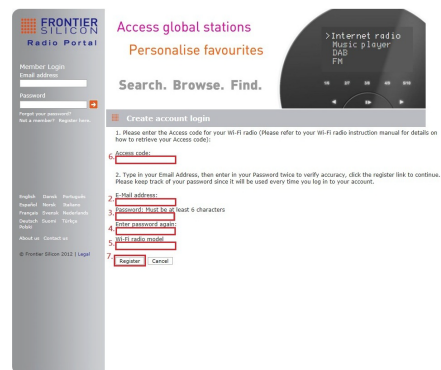 FRONTIER
SILICON
Radio Portal
Member Login
Email address
Password
Forgot your password?
Not a member? Register here...
English Dansk Português
Español Norsk Italiano
Français Svensk Nederlands
Deutsch Suomi Türkçe
Polski
About us Contact us
© Frontier Silicon 2012 | Legal
Access global stations
Personalise favourites
Search. Browse. Find.
>Internet radio
Music player
DAB
FM
Create account login
1. Please enter the Access code for your Wi-Fi radio (Please refer to your Wi-Fi radio instruction manual for details on
how to retrieve your Access code):
6. Access code:
2. Type in your Email Address, then enter in your Password twice to verify accuracy, click the register link to continue.
Please keep track of your password since it will be used every time you log in to your account.
2. E-Mail address:
3. Password: Must be at least 6 characters
4. Enter password again:
5. Wi-Fi radio model
7. Register Cancel